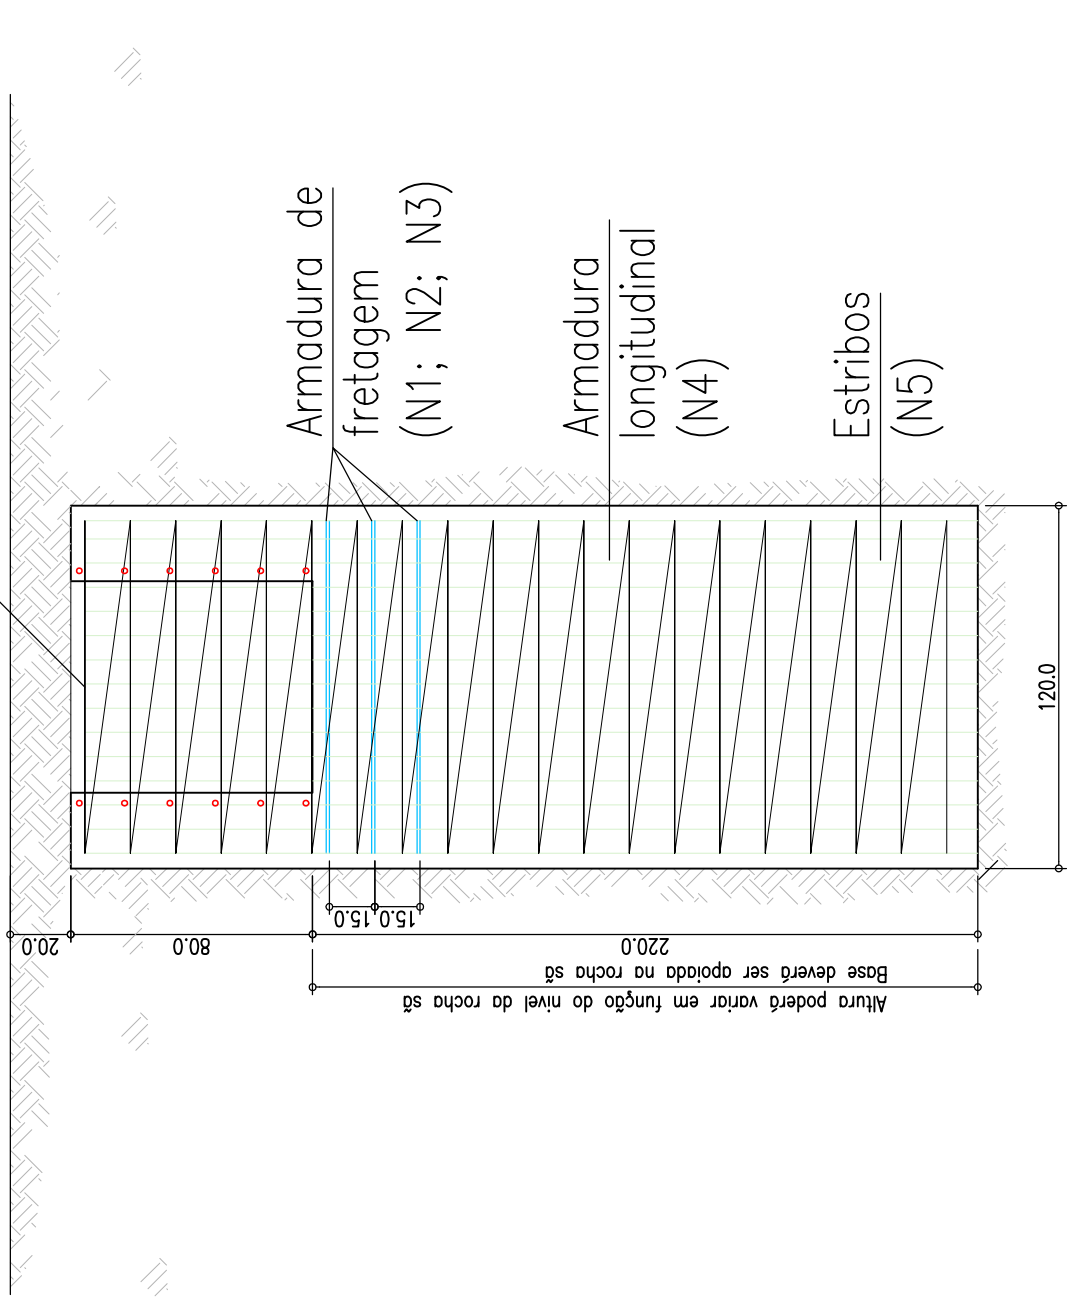 Armadura de
fretagem
(N1; N2; N3)
Armadura
longitudinal
(N4)
Estribos
(N5)
120.0
15.0
15.0
20.0
80.0
220.0
Base deverá ser apoiada na rocha sã
Altura poderá variar em função do nivel da rocha sã